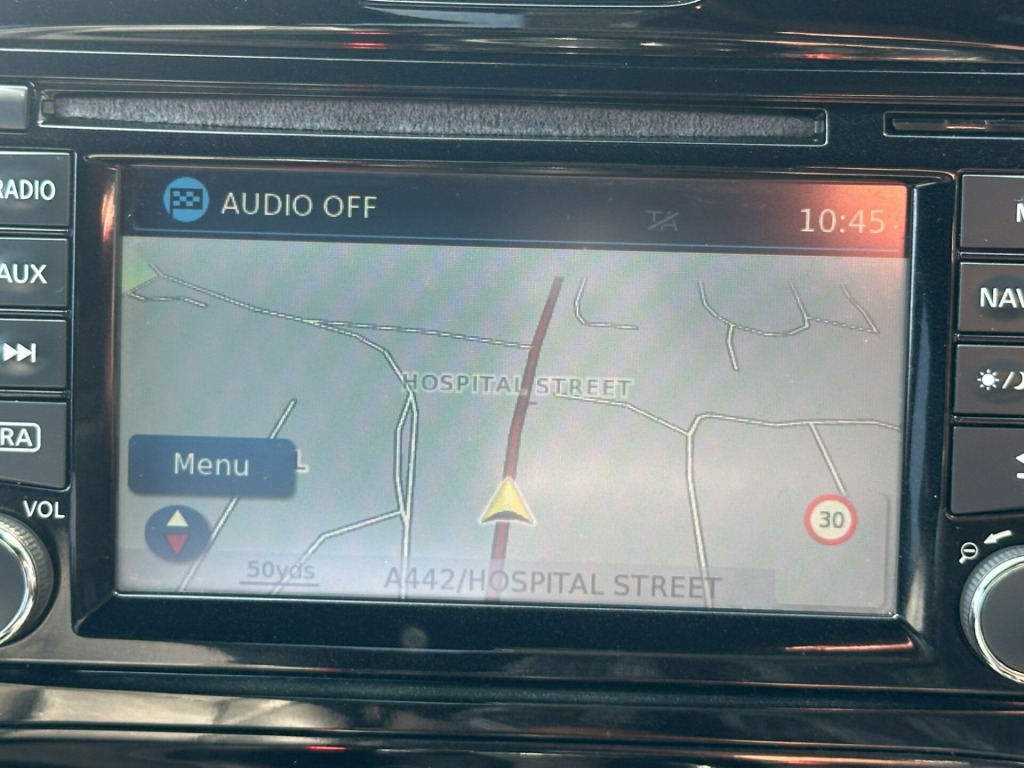 RADIO
AUX
RA
VOL
AUDIO OFF
TA
10:45
HOSPITAL STREET
Menu
L
30
50yds
A442/HOSPITAL STREET
M
NAV